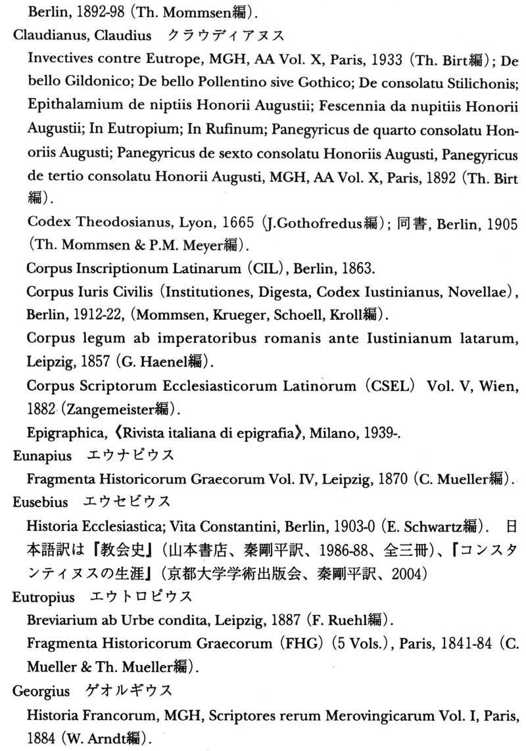 Berlin, 1892-98 (Th. Mommsen編).
Claudianus, Claudius　クラウディアヌス
Invectives contre Eutrope, MGH, AA Vol. X, Paris, 1933 (Th. Birt編); De
bello Gildonico; De bello Pollentino sive Gothico; De consolatu Stilichonis;
Epithalamium de niptiis Honorii Augustii; Fescennia da nupitiis Honorii
Augustii; In Eutropium; In Rufinum; Panegyricus de quarto consolatu Hon-
oriis Augusti; Panegyricus de sexto consolatu Honoriis Augusti, Panegyricus
de tertio consolatu Honorii Augusti, MGH, AA Vol. X, Paris, 1892 (Th. Birt
編).
Codex Theodosianus, Lyon, 1665 (J.Gothofredus編); 同書, Berlin, 1905
(Th. Mommsen & P.M. Meyer編).
Corpus Inscriptionum Latinarum (CIL), Berlin, 1863.
Corpus Iuris Civilis (Institutiones, Digesta, Codex Iustinianus, Novellae),
Berlin, 1912-22, (Mommsen, Krueger, Schoell, Kroll編).
Corpus legum ab imperatoribus romanis ante Iustinianum latarum,
Leipzig, 1857 (G. Haenel編).
Corpus Scriptorum Ecclesiasticorum Latinorum (CSEL) Vol. V, Wien,
1882 (Zangemeister編).
Epigraphica,《Rivista italiana di epigrafia》, Milano, 1939-.
Eunapius　エウナピウス
Fragmenta Historicorum Graecorum Vol. IV, Leipzig, 1870 (C. Mueller編).
Eusebius　エウセビウス
Historia Ecclesiastica; Vita Constantini, Berlin, 1903-0 (E. Schwartz編).　日
本語訳は『教会史』(山本書店、秦剛平訳、1986-88、全三冊)、『コンスタ
ンティヌスの生涯』(京都大学学術出版会、秦剛平訳、2004)
Eutropius　エウトロピウス
Breviarium ab Urbe condita, Leipzig, 1887 (F. Ruehl編).
Fragmenta Historicorum Graecorum (FHG) (5 Vols.), Paris, 1841-84 (C.
Mueller & Th. Mueller編).
Georgius　ゲオルギウス
Historia Francorum, MGH, Scriptores rerum Merovingicarum Vol. I, Paris,
1884 (W. Arndt編).